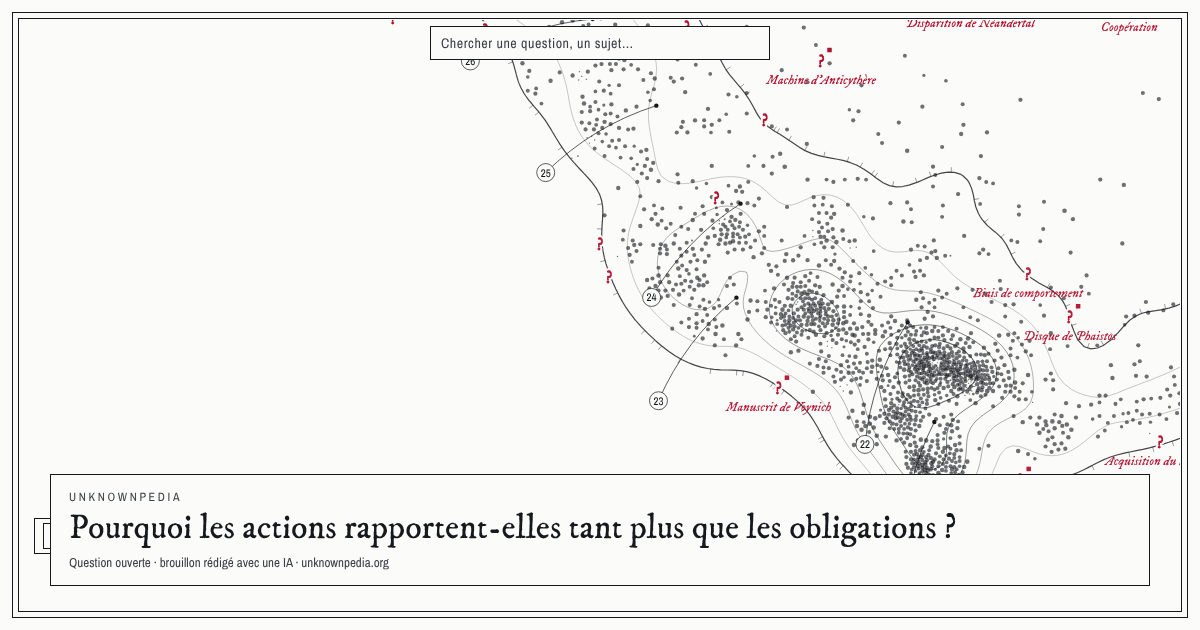 Disparition de Néandertal
Coopération
Chercher une question, un sujet...
26
Machine d'Anticythère
25
24
Biais de comportement
Disque de Phaistos
23
Manuscrit de Voynich
22
Acquisition du
UNKNOWNPEDIA
Pourquoi les actions rapportent-elles tant plus que les obligations ?
Question ouverte · brouillon rédigé avec une IA · unknownpedia.org